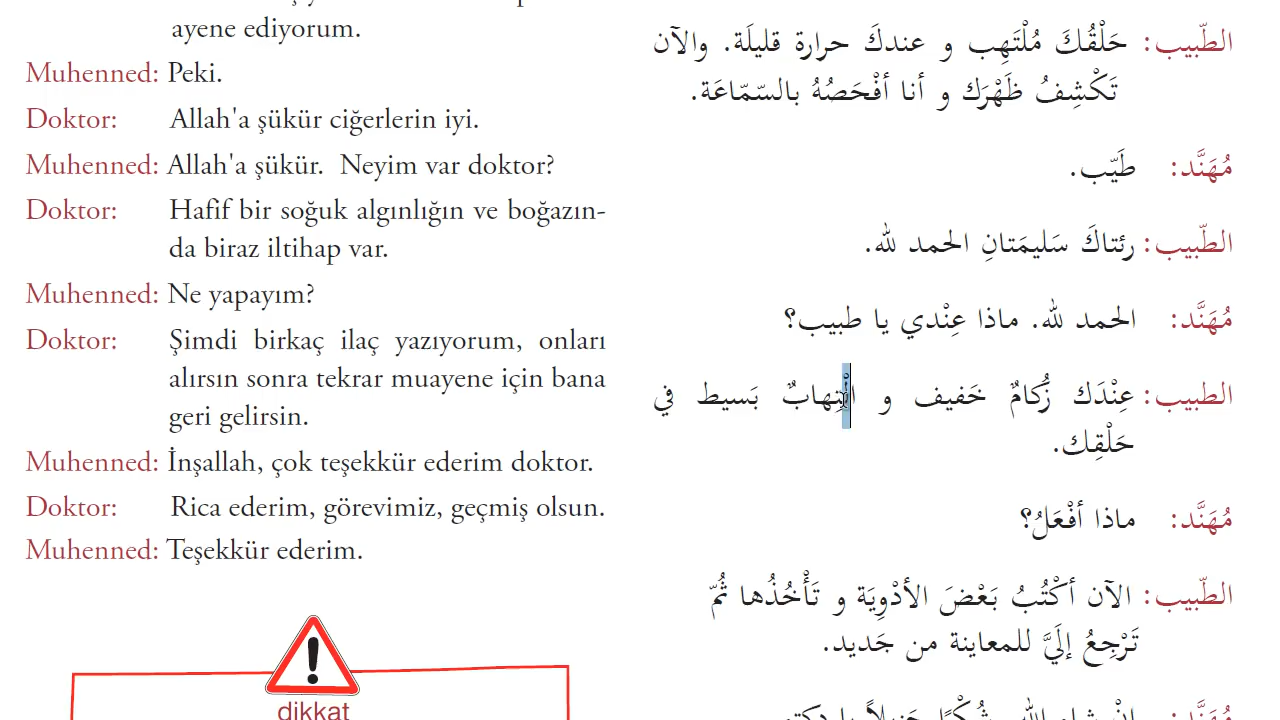 ayene ediyorum.
Muhenned: Peki.
Doktor: Allah'a şükür ciğerlerin iyi.
Muhenned: Allah'a şükür. Neyim var doktor?
Doktor: Hafif bir soğuk algınlığın ve boğazın-
da biraz iltihap var.
Muhenned: Ne yapayım?
Doktor: Şimdi birkaç ilaç yazıyorum, onları
alırsın sonra tekrar muayene için bana
geri gelirsin.
Muhenned: İnşallah, çok teşekkür ederim doktor.
Doktor: Rica ederim, görevimiz, geçmiş olsun.
Muhenned: Teşekkür ederim.
dikkat
الطّبيب: حَلْقُكَ مُلْتَهِب و عندكَ حرارة قليلَة. والآن
تَكْشِفُ ظَهْرَك و أنا أفْحَصُهُ بالسّمّاعَة.
مُهَنَّد: طَيّب.
الطّبيب: رئتاكَ سَليمَتانِ الحمد لله.
مُهَنَّد: الحمد لله. ماذا عِنْدي يا طبيب؟
الطبيب: عِنْدَك زُكامٌ خَفيف و الْتِهابٌ بَسيط في
حَلْقِك.
مُهَنَّد: ماذا أفْعَلُ؟
الطّبيب: الآن أكْتُبُ بَعْضَ الأدْوِيَة و تَأْخُذُها ثُمّ
تَرْجِعُ إلَيَّ للمعاينة من جَديد.